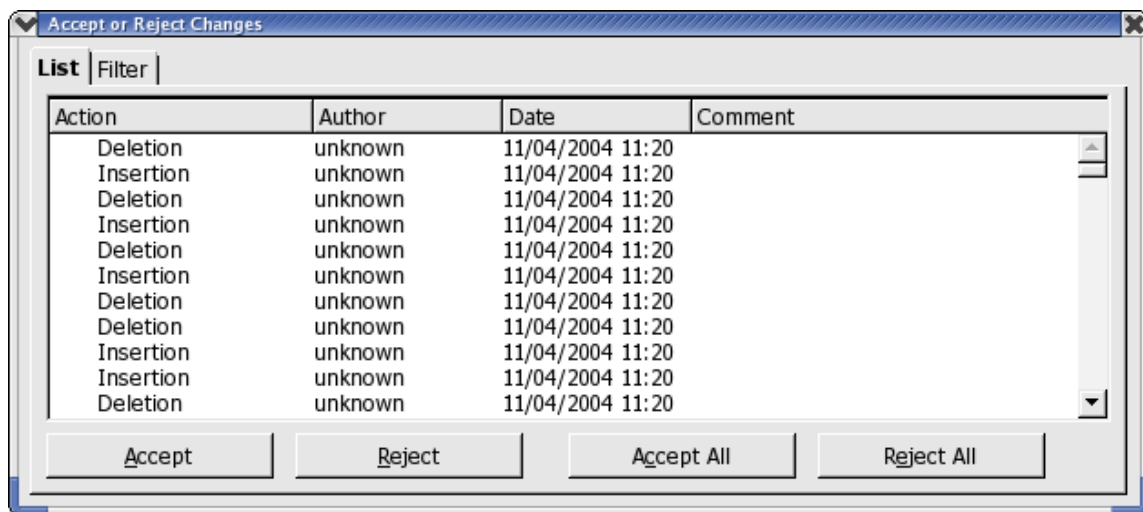 Accept or Reject Changes
List Filter
Action Author Date Comment
Deletion unknown 11/04/2004 11:20
Insertion unknown 11/04/2004 11:20
Deletion unknown 11/04/2004 11:20
Insertion unknown 11/04/2004 11:20
Deletion unknown 11/04/2004 11:20
Insertion unknown 11/04/2004 11:20
Deletion unknown 11/04/2004 11:20
Deletion unknown 11/04/2004 11:20
Insertion unknown 11/04/2004 11:20
Insertion unknown 11/04/2004 11:20
Deletion unknown 11/04/2004 11:20
Accept Reject Accept All Reject All